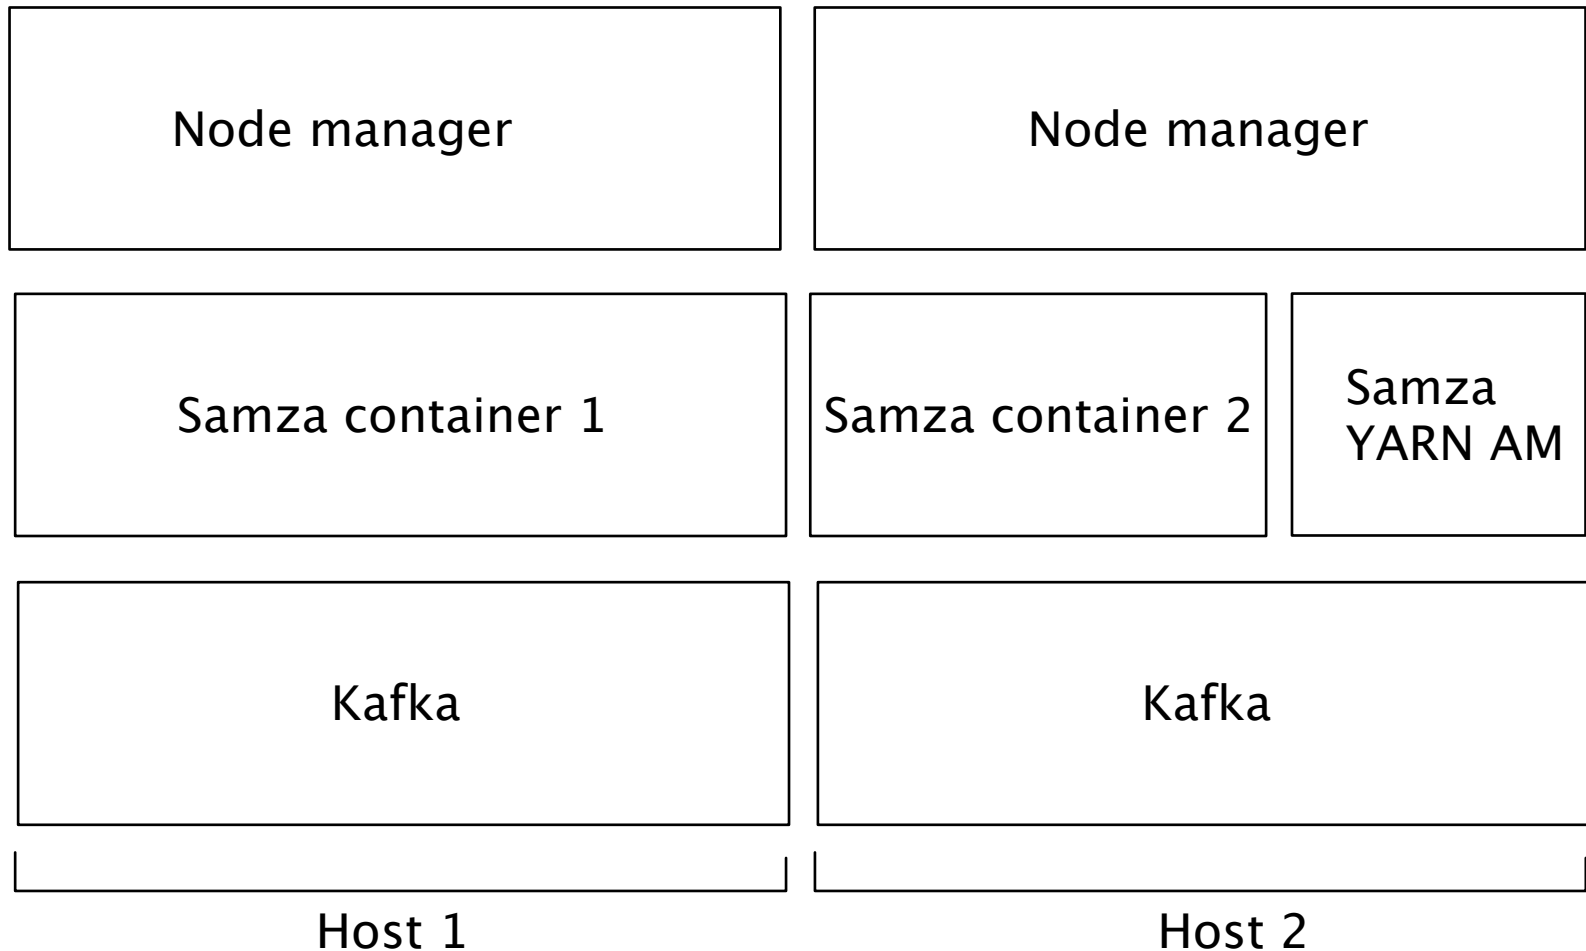 Node manager
Node manager
Samza container 1
Samza container 2
Samza
YARN AM
Kafka
Kafka
Host 1
Host 2